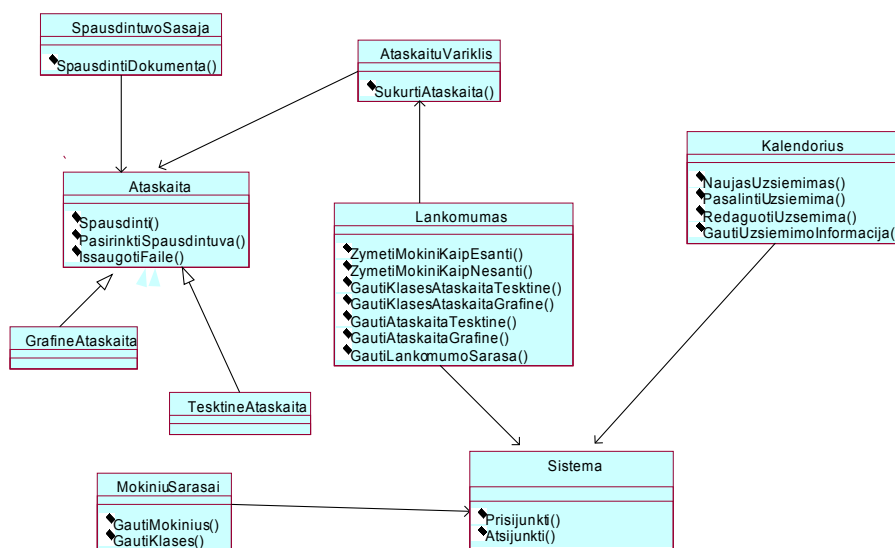 SpausdintuvoSasaja
SpausdintiDokumenta()
AtaskaituVariklis
SukurtiAtaskaita()
Kalendorius
NaujasUzsiemimas()
PasalintiUzsiemima()
RedaguotiUzsemima()
GautiUzsiemimoInformacija()
Ataskaita
Spausdinti()
PasirinktiSpausdintuva()
IssaugotiFaile()
Lankomumas
ZymetiMokiniKaipEsanti()
ZymetiMokiniKaipNesanti()
GautiKlasesAtaskaitaTesktine()
GautiKlasesAtaskaitaGrafine()
GautiAtaskaitaTesktine()
GautiAtaskaitaGrafine()
GautiLankomumoSarasa()
GrafineAtaskaita
TesktineAtaskaita
MokiniuSarasai
GautiMokinius()
GautiKlases()
Sistema
Prisijunkti()
Atsijunkti()